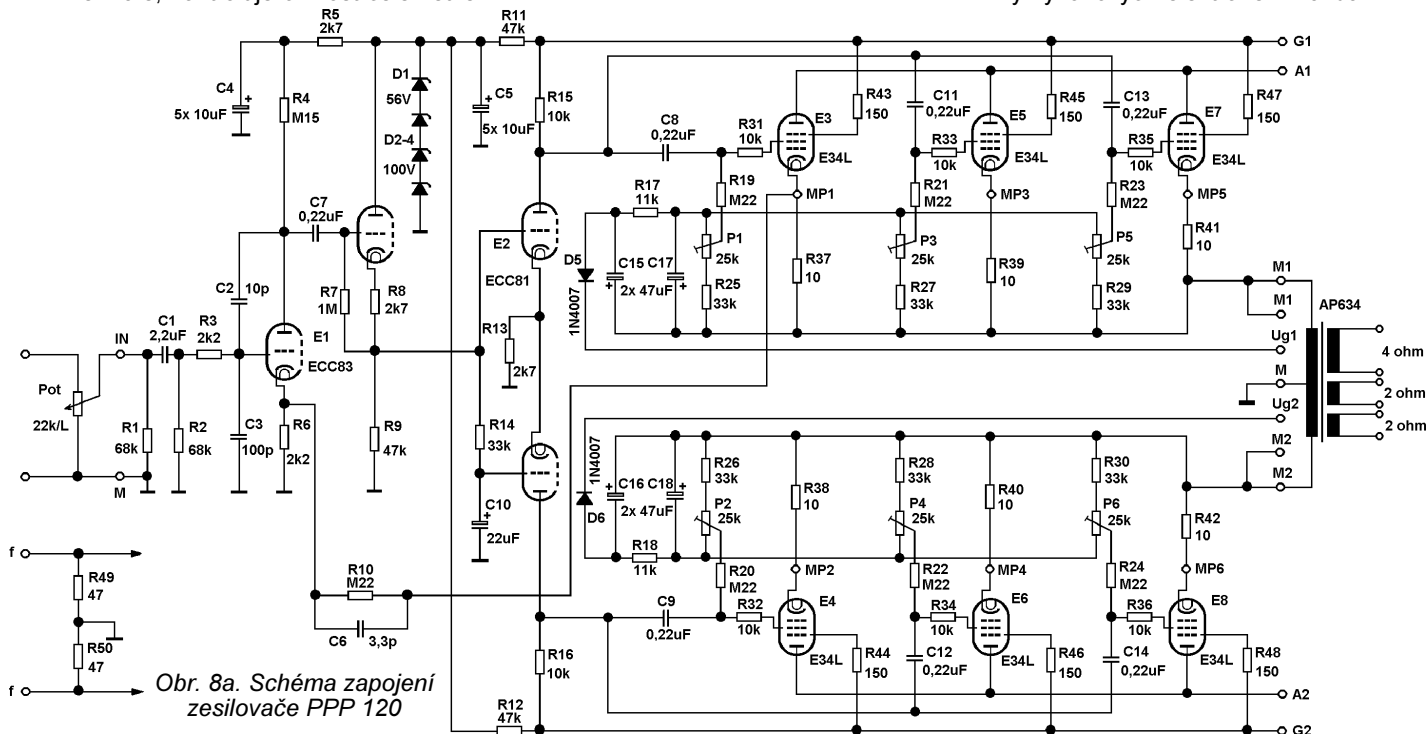 R5
2k7
R11
47k
G1
A1
C4
5x 10uF
R4
M15
D1
56V
D2-4
100V
C5
5x 10uF
R15
10k
C8
0,22uF
R31
10k
E3
E34L
R43
150
C11
0,22uF
R33
10k
E5
E34L
R45
150
C13
0,22uF
R35
10k
E7
E34L
R47
150
R19
M22
MP1
R21
M22
MP3
R23
M22
MP5
C7
0,22uF
E2
ECC81
R17
11k
D5
1N4007
C15
C17
2x 47uF
P1
25k
R25
33k
R37
10
P3
25k
R27
33k
R39
10
P5
25k
R29
33k
R41
10
C2
10p
R7
1M
R8
2k7
R13
2k7
C1
2,2uF
R3
2k2
IN
E1
ECC83
Pot
22k/L
R1
68k
R2
68k
C3
100p
R6
2k2
R9
47k
R14
33k
C10
22uF
M
M1
M1
Ug1
M
Ug2
M2
M2
AP634
4 ohm
2 ohm
2 ohm
1N4007
D6
C16
C18
2x 47uF
R18
11k
R26
33k
P2
25k
R38
10
R28
33k
P4
25k
R40
10
R30
33k
P6
25k
R42
10
R20
M22
MP2
R22
M22
MP4
R24
M22
MP6
C9
0,22uF
R32
10k
E4
E34L
R44
150
R34
10k
C12
0,22uF
E6
E34L
R46
150
R36
10k
C14
0,22uF
E8
E34L
R48
150
R10
M22
C6
3,3p
f
R49
47
R50
47
f
R16
10k
R12
47k
A2
G2
Obr. 8a. Schéma zapojení
zesilovače PPP 120